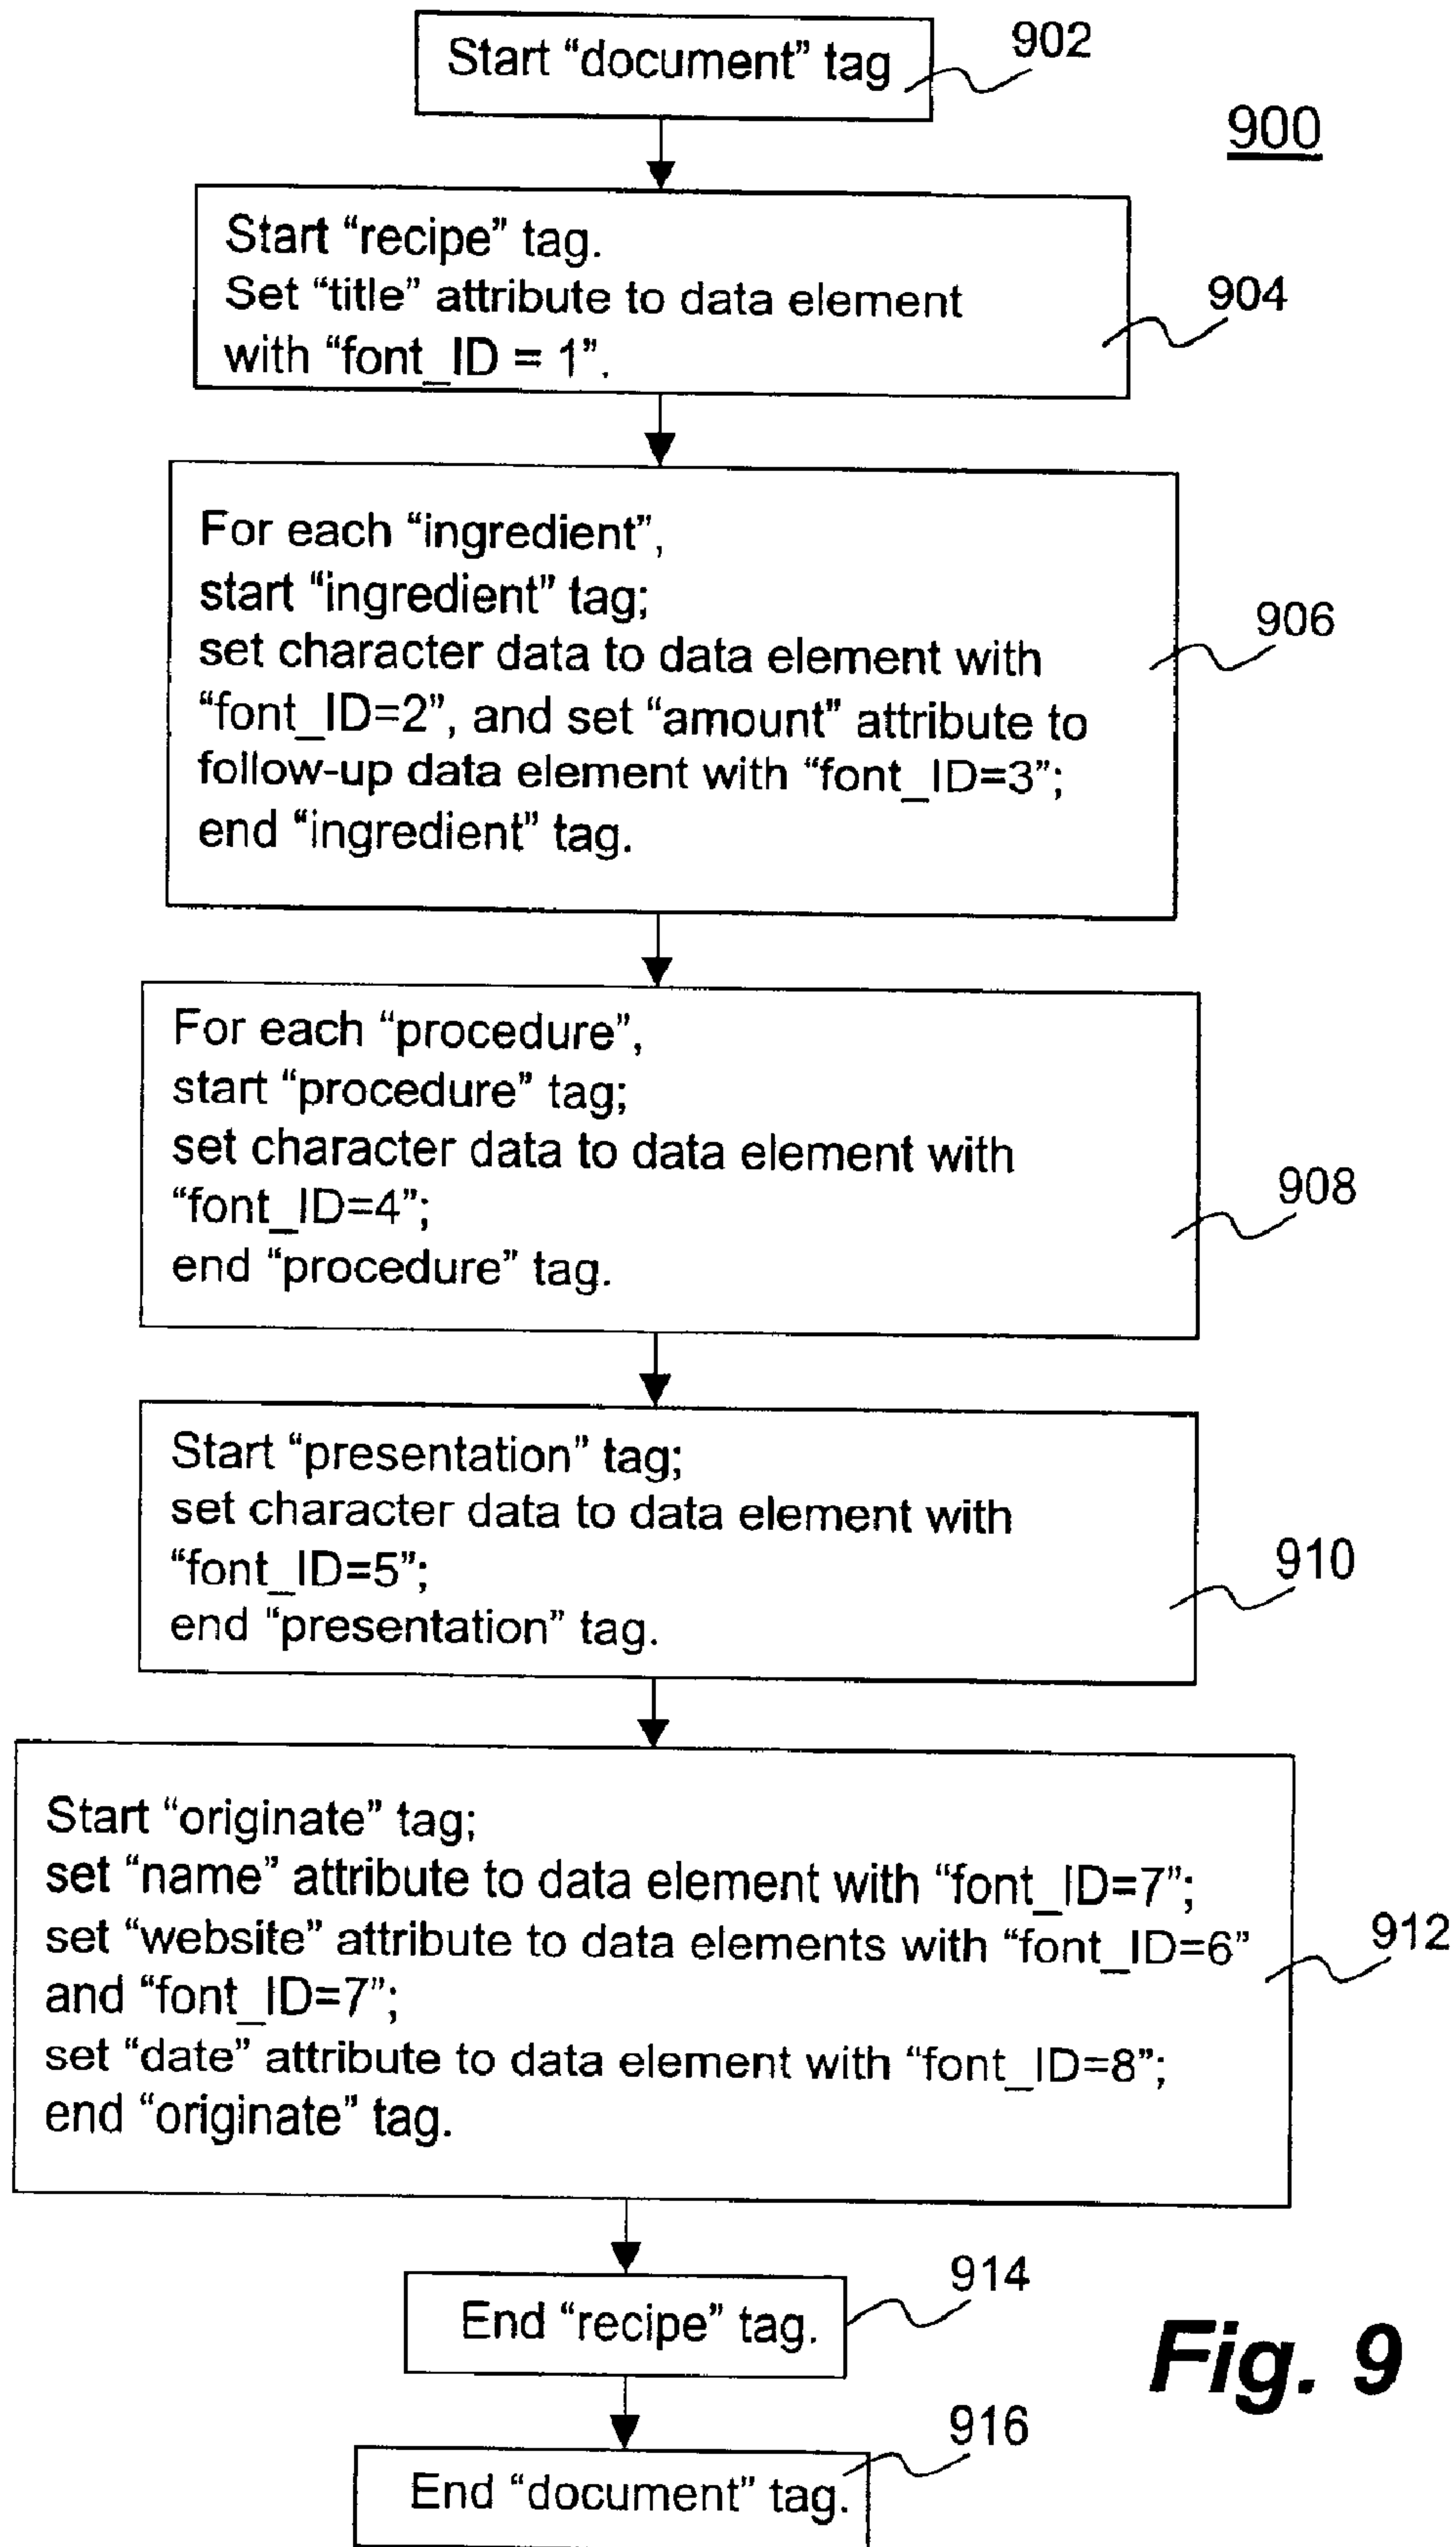 Start “document” tag
902
900
Start “recipe” tag.
Set “title” attribute to data element
with “font_ID = 1”.
904
For each “ingredient”,
start “ingredient” tag;
set character data to data element with
“font_ID=2”, and set “amount” attribute to
follow-up data element with “font_ID=3”;
end “ingredient” tag.
906
For each “procedure”,
start “procedure” tag;
set character data to data element with
“font_ID=4”;
end “procedure” tag.
908
Start “presentation” tag;
set character data to data element with
“font_ID=5”;
end “presentation” tag.
910
Start “originate” tag;
set “name” attribute to data element with “font_ID=7”;
set “website” attribute to data elements with “font_ID=6”
and “font_ID=7”;
set “date” attribute to data element with “font_ID=8”;
end “originate” tag.
912
End “recipe” tag.
914
Fig. 9
End “document” tag.
916